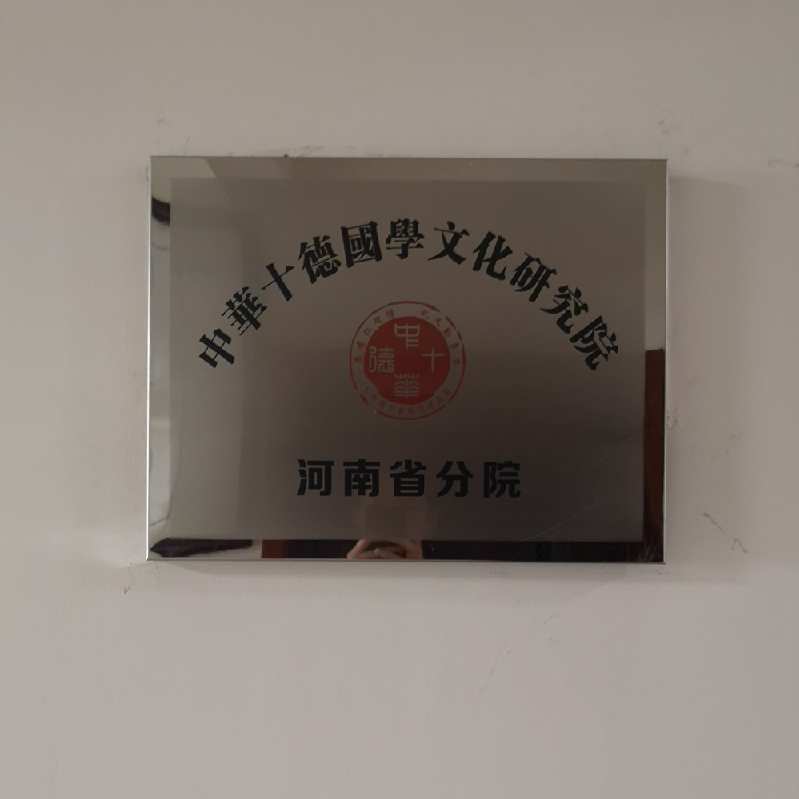 中華十德國學文化研究院
中十德華
河南省分院